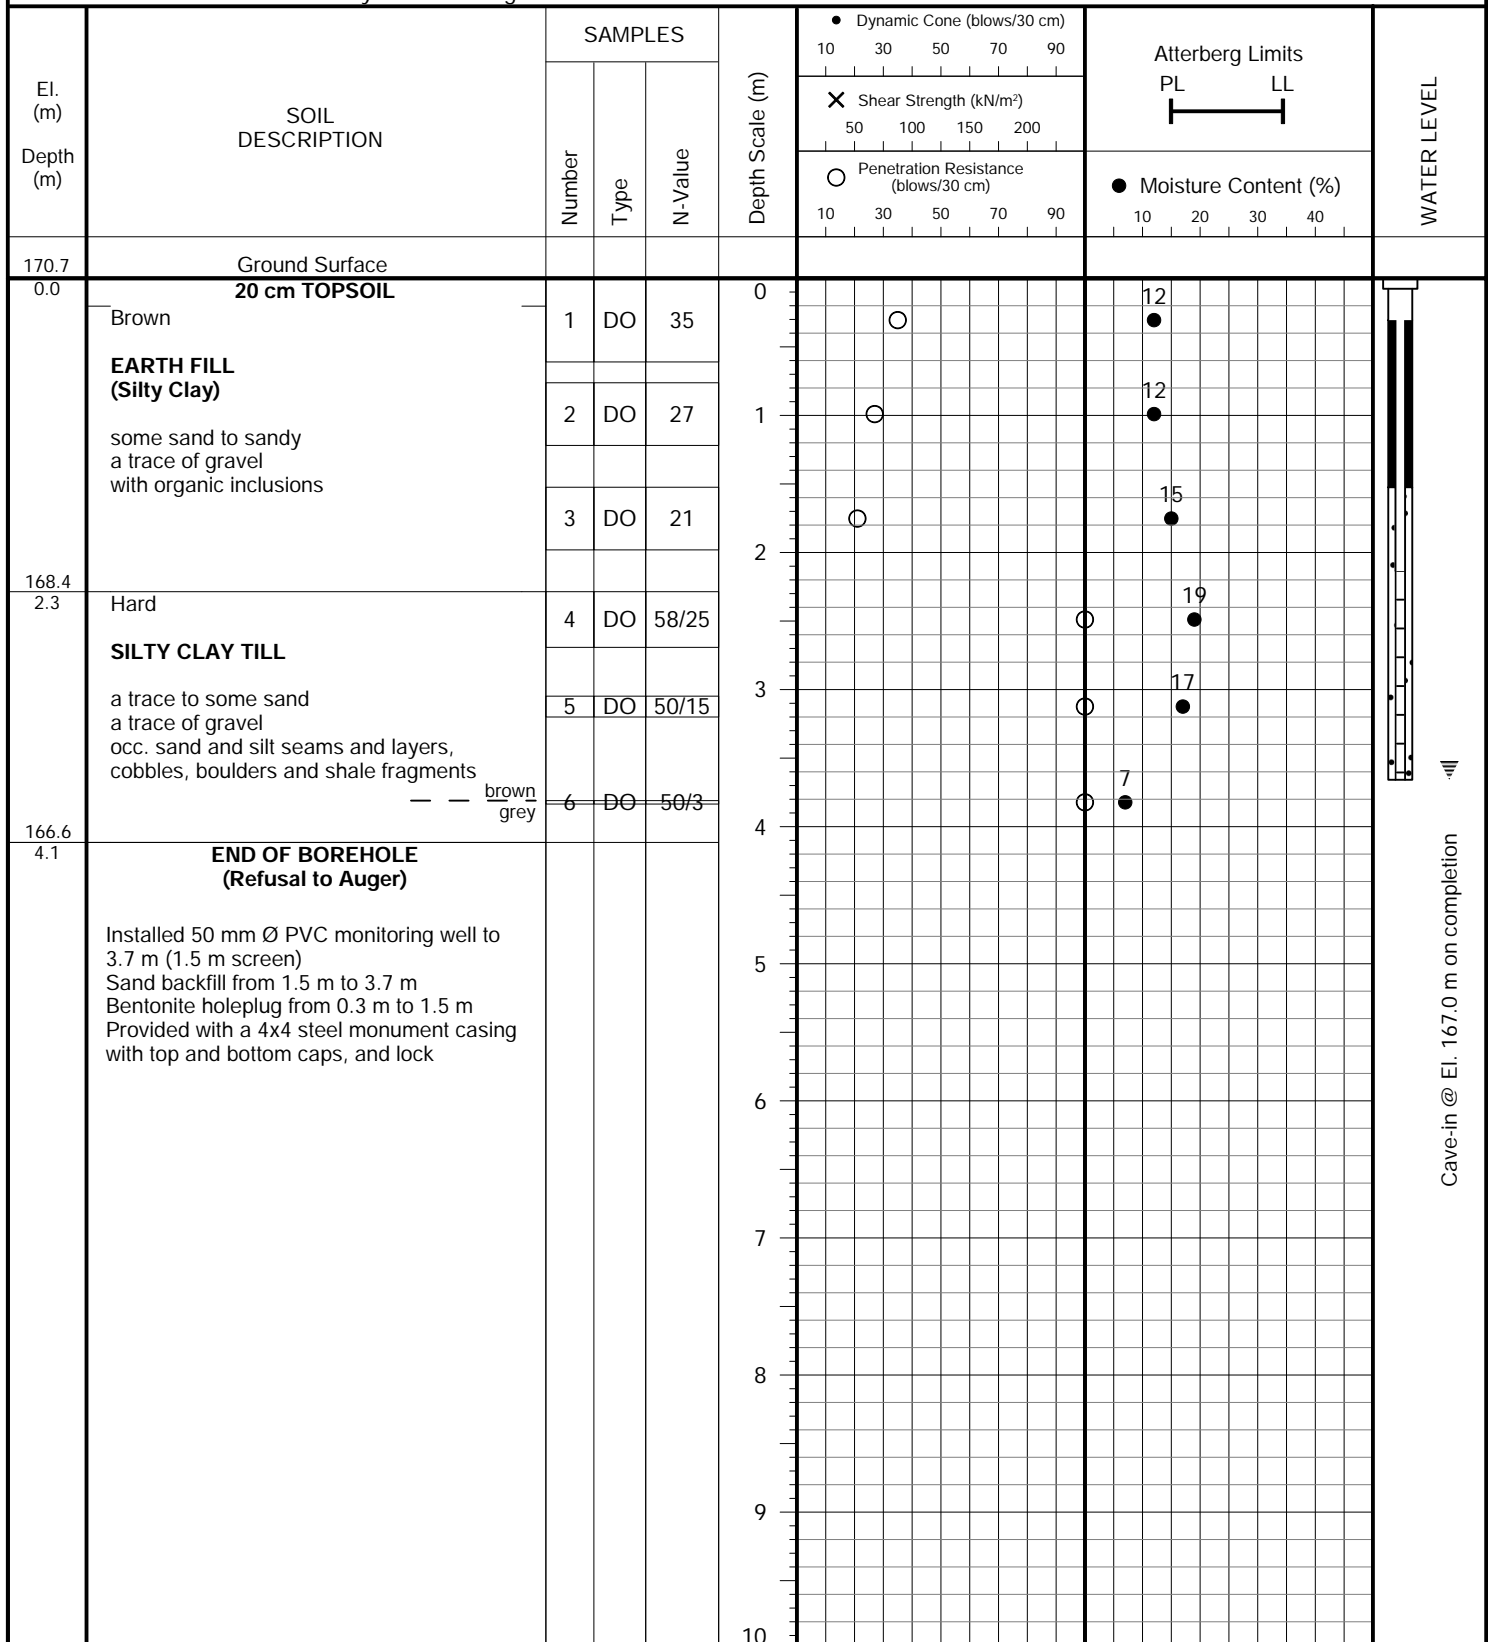 El.
(m)
Depth
(m)
SOIL
DESCRIPTION
SAMPLES
Number
Type
N-Value
Depth Scale (m)
● Dynamic Cone (blows/30 cm)
10 30 50 70 90
✕ Shear Strength (kN/m²)
50 100 150 200
○ Penetration Resistance
(blows/30 cm)
10 30 50 70 90
Atterberg Limits
PL LL
● Moisture Content (%)
10 20 30 40
WATER LEVEL
170.7 Ground Surface
0.0 20 cm TOPSOIL 0
Brown
1 DO 35 12
EARTH FILL
(Silty Clay)
2 DO 27 1 12
some sand to sandy
a trace of gravel
with organic inclusions
3 DO 21 15
2
168.4
2.3 Hard
4 DO 58/25 19
SILTY CLAY TILL
a trace to some sand
5 DO 50/15 3 17
a trace of gravel
occ. sand and silt seams and layers,
cobbles, boulders and shale fragments
brown
grey
6 DO 50/3 7
166.6 4
4.1 END OF BOREHOLE
(Refusal to Auger)
Installed 50 mm Ø PVC monitoring well to
3.7 m (1.5 m screen)
Sand backfill from 1.5 m to 3.7 m
Bentonite holeplug from 0.3 m to 1.5 m
Provided with a 4x4 steel monument casing
with top and bottom caps, and lock
5
6
7
8
9
10
Cave-in @ El. 167.0 m on completion